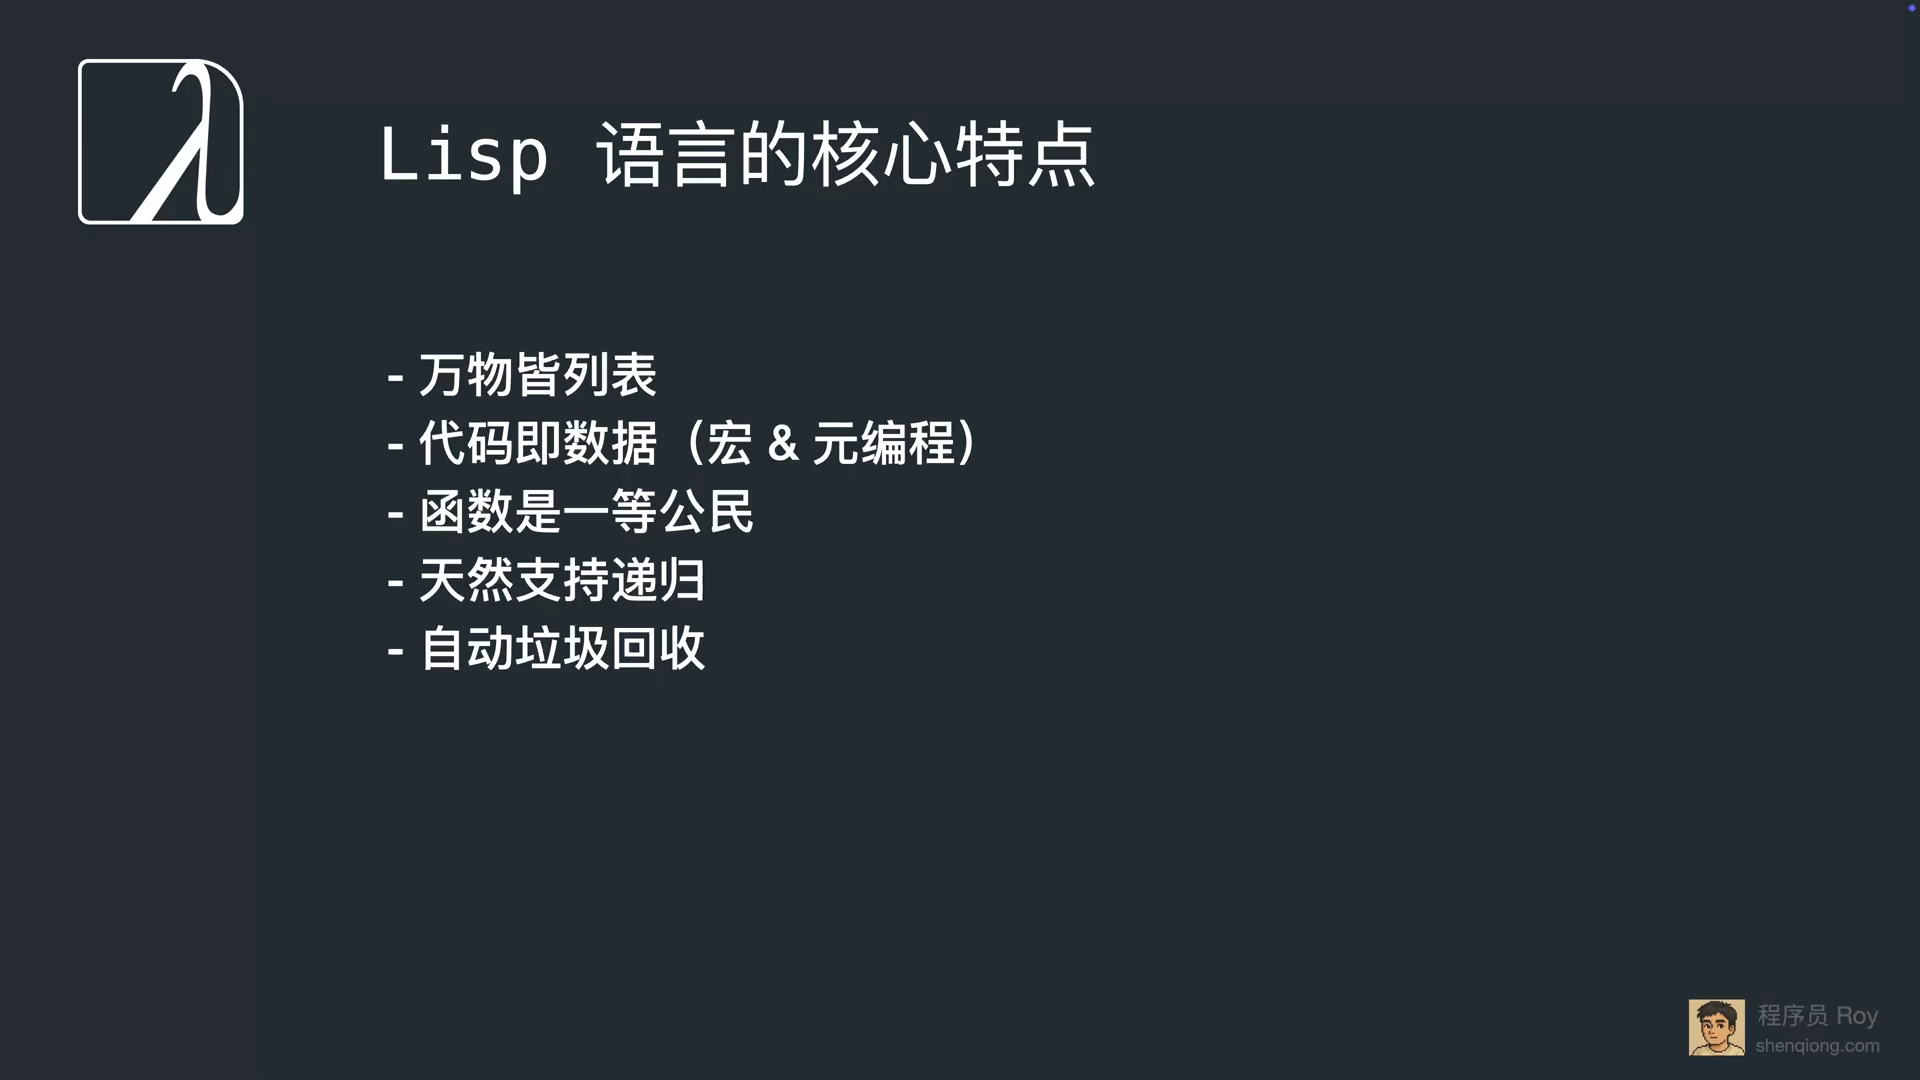 λ
Lisp 语言的核心特点
- 万物皆列表
- 代码即数据（宏 & 元编程）
- 函数是一等公民
- 天然支持递归
- 自动垃圾回收
程序员 Roy
shenqiong.com